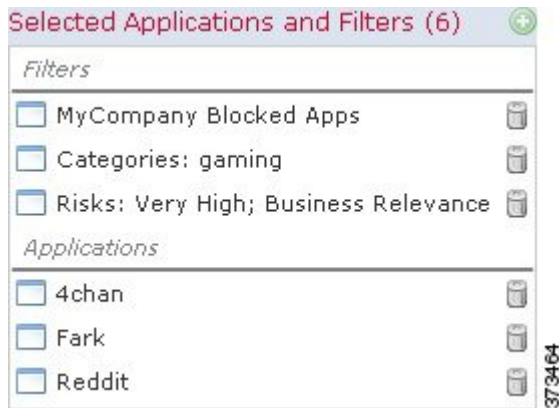 Selected Applications and Filters (6)
Filters
MyCompany Blocked Apps
Categories: gaming
Risks: Very High; Business Relevance
Applications
4chan
Fark
Reddit
373464